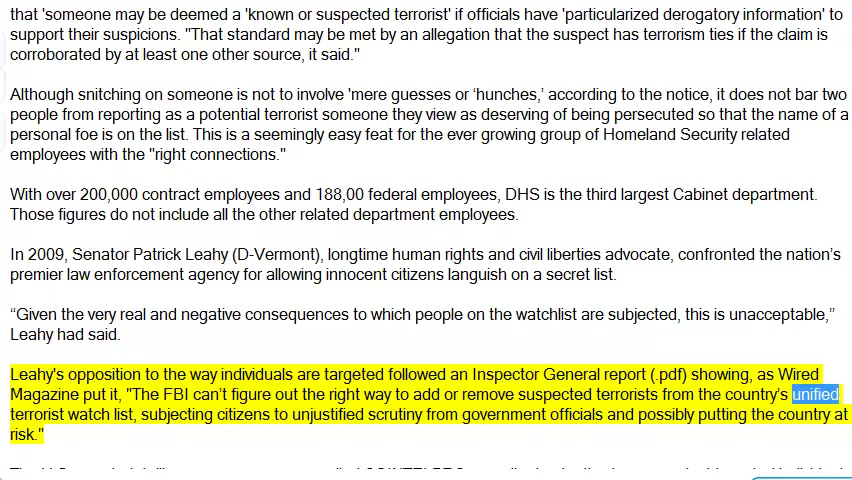 that 'someone may be deemed a 'known or suspected terrorist' if officials have 'particularized derogatory information' to
support their suspicions. "That standard may be met by an allegation that the suspect has terrorism ties if the claim is
corroborated by at least one other source, it said."
Although snitching on someone is not to involve 'mere guesses or ‘hunches,’ according to the notice, it does not bar two
people from reporting as a potential terrorist someone they view as deserving of being persecuted so that the name of a
personal foe is on the list. This is a seemingly easy feat for the ever growing group of Homeland Security related
employees with the "right connections."
With over 200,000 contract employees and 188,00 federal employees, DHS is the third largest Cabinet department.
Those figures do not include all the other related department employees.
In 2009, Senator Patrick Leahy (D-Vermont), longtime human rights and civil liberties advocate, confronted the nation’s
premier law enforcement agency for allowing innocent citizens languish on a secret list.
“Given the very real and negative consequences to which people on the watchlist are subjected, this is unacceptable,”
Leahy had said.
Leahy's opposition to the way individuals are targeted followed an Inspector General report (.pdf) showing, as Wired
Magazine put it, "The FBI can’t figure out the right way to add or remove suspected terrorists from the country’s unified
terrorist watch list, subjecting citizens to unjustified scrutiny from government officials and possibly putting the country at
risk."